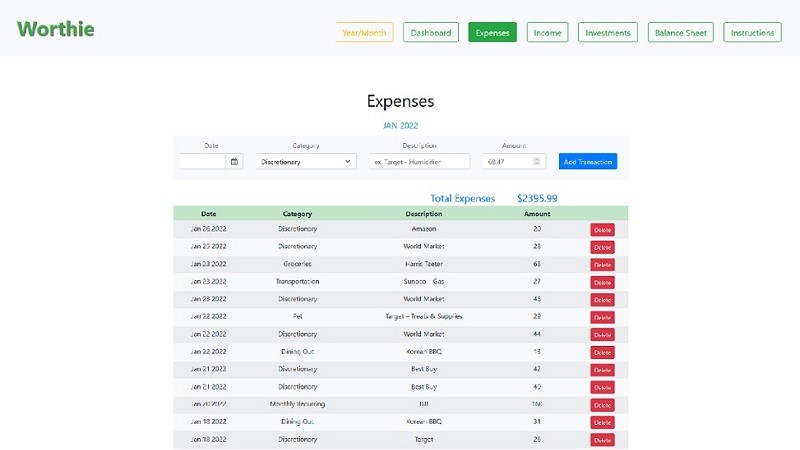 Worthie
Year/Month Dashboard Expenses Income Investments Balance Sheet Instructions
Expenses
JAN 2022
Date Category Description Amount
Discretionary ex. Target - Humidifier 68.47 Add Transaction
Total Expenses $2395.99
Date Category Description Amount
Jan 26 2022 Discretionary Amazon 20 Delete
Jan 25 2022 Discretionary World Market 28 Delete
Jan 23 2022 Groceries Harris Teeter 68 Delete
Jan 23 2022 Transportation Sunoco - Gas 27 Delete
Jan 23 2022 Discretionary World Market 48 Delete
Jan 22 2022 Pet Target – Treats & Supplies 29 Delete
Jan 22 2022 Discretionary World Market 44 Delete
Jan 22 2022 Dining Out Korean BBQ 13 Delete
Jan 21 2022 Discretionary Best Buy 42 Delete
Jan 21 2022 Discretionary Best Buy 49 Delete
Jan 20 2022 Monthly Recurring 160 Delete
Jan 18 2022 Dining Out Korean BBQ 31 Delete
Jan 18 2022 Discretionary Target 26 Delete